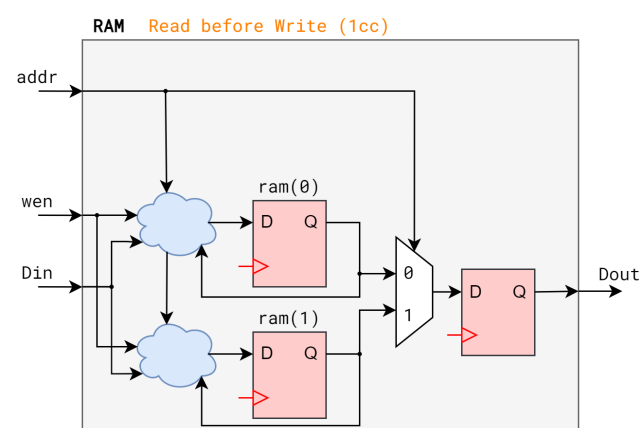 RAM Read before Write (1cc)
addr
ram(0)
wen
D Q
Din
0
Dout
D Q
1
ram(1)
D Q